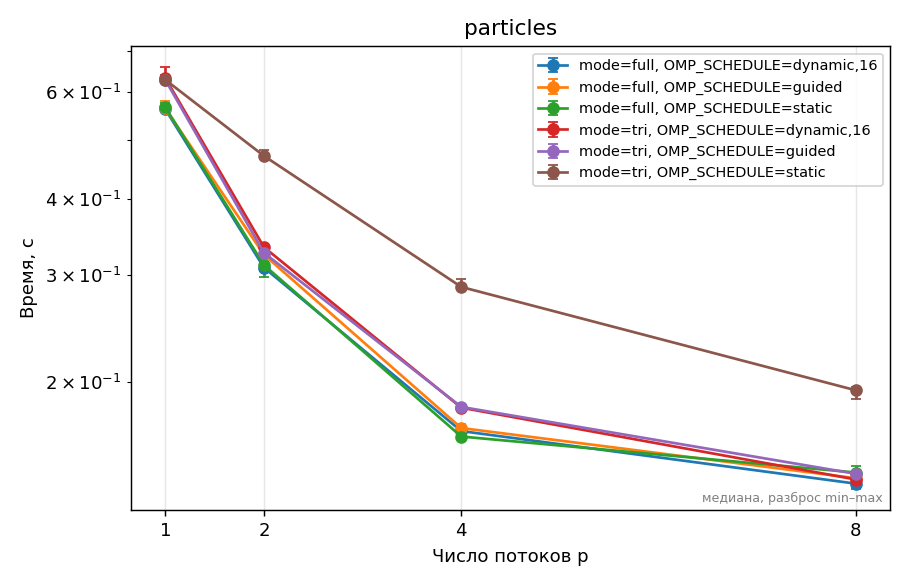 particles
6 × 10⁻¹
4 × 10⁻¹
3 × 10⁻¹
2 × 10⁻¹
Время, с
mode=full, OMP_SCHEDULE=dynamic,16
mode=full, OMP_SCHEDULE=guided
mode=full, OMP_SCHEDULE=static
mode=tri, OMP_SCHEDULE=dynamic,16
mode=tri, OMP_SCHEDULE=guided
mode=tri, OMP_SCHEDULE=static
медиана, разброс min–max
1 2 4 8
Число потоков p